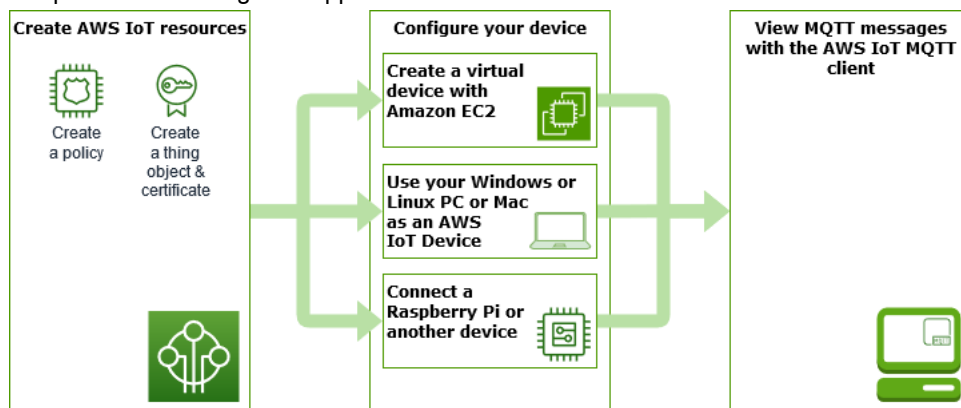 Create AWS IoT resources
Create
a policy
Create
a thing
object &
certificate
Configure your device
Create a virtual
device with
Amazon EC2
Use your Windows or
Linux PC or Mac
as an AWS
IoT Device
Connect a
Raspberry Pi or
another device
View MQTT messages
with the AWS IoT MQTT
client